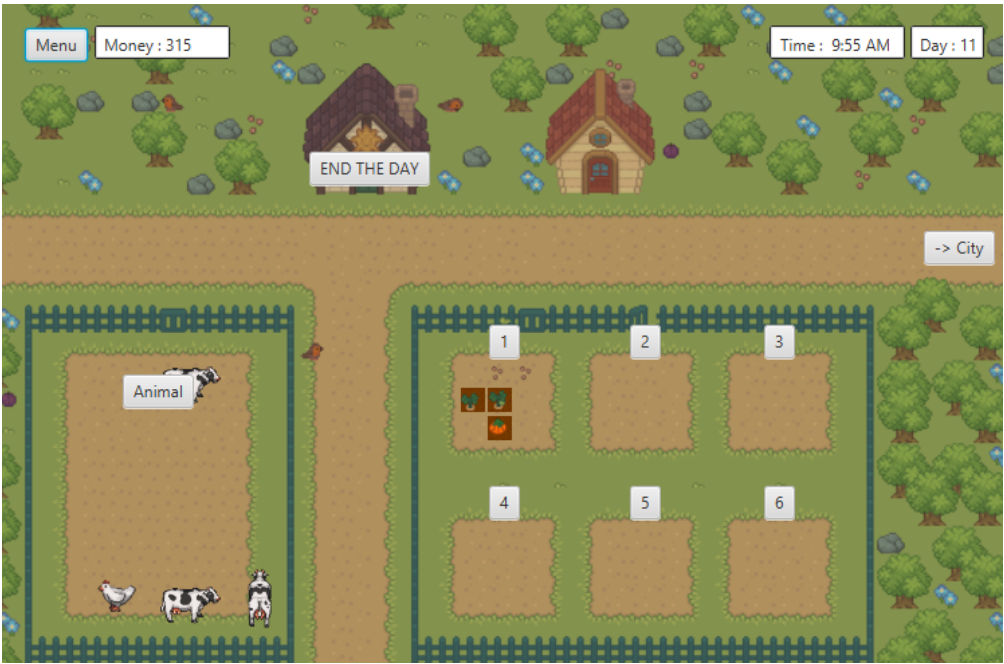 Menu
Money : 315
Time :  9:55 AM
Day : 11
END THE DAY
-> City
1
2
3
Animal
4
5
6